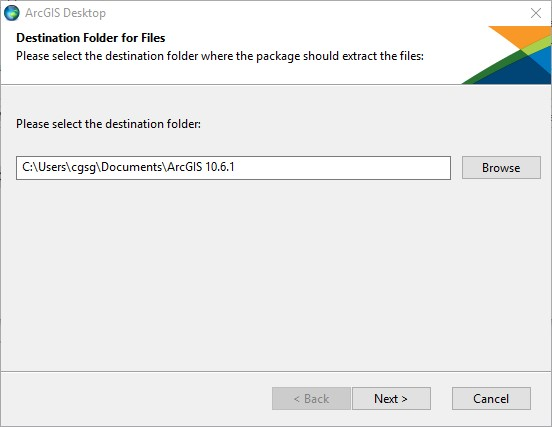 ArcGIS Desktop
Destination Folder for Files
Please select the destination folder where the package should extract the files:
Please select the destination folder:
C:\Users\cgsg\Documents\ArcGIS 10.6.1
Browse
< Back
Next >
Cancel